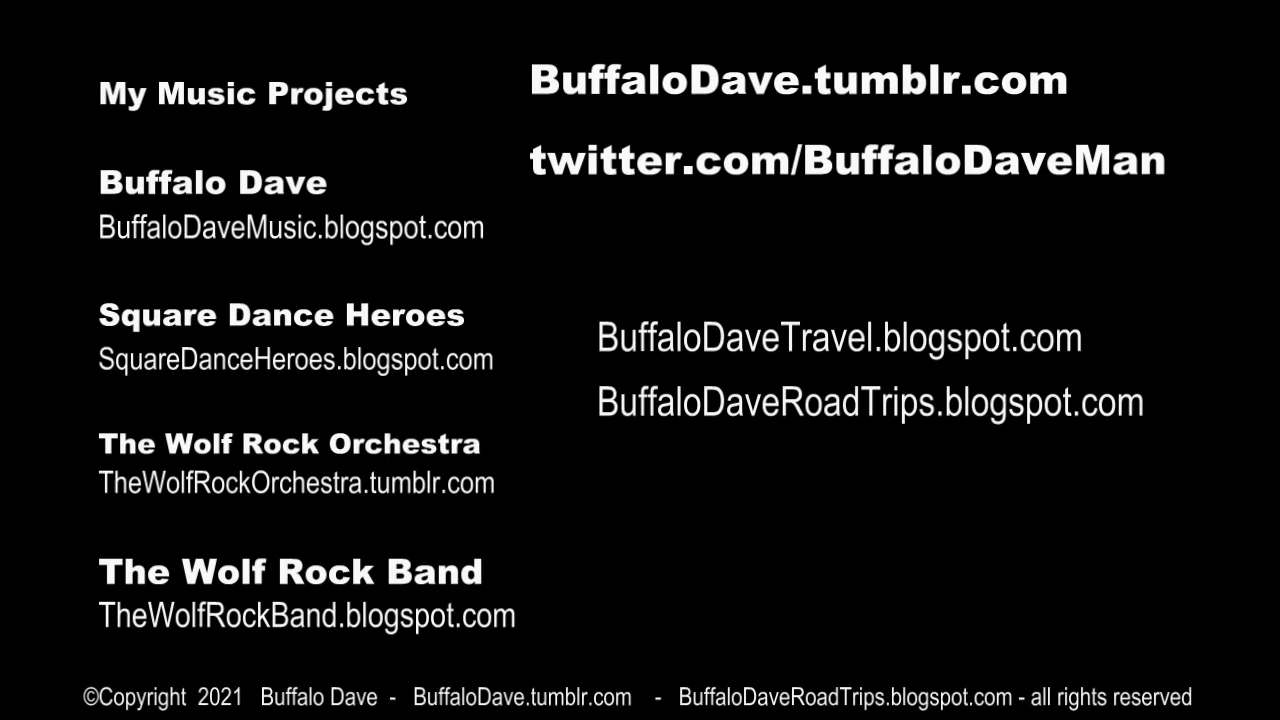 My Music Projects
Buffalo Dave
BuffaloDaveMusic.blogspot.com
Square Dance Heroes
SquareDanceHeroes.blogspot.com
The Wolf Rock Orchestra
TheWolfRockOrchestra.tumblr.com
The Wolf Rock Band
TheWolfRockBand.blogspot.com
BuffaloDave.tumblr.com
twitter.com/BuffaloDaveMan
BuffaloDaveTravel.blogspot.com
BuffaloDaveRoadTrips.blogspot.com
©Copyright 2021 Buffalo Dave - BuffaloDave.tumblr.com - BuffaloDaveRoadTrips.blogspot.com - all rights reserved